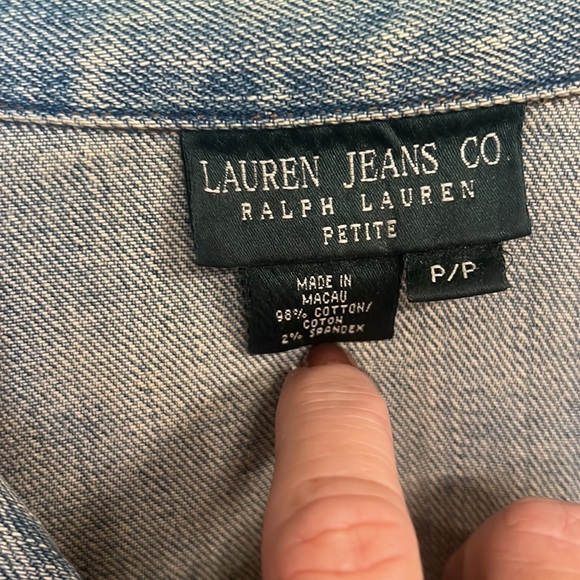 LAUREN JEANS CO.
RALPH LAUREN
PETITE
P/P
MADE IN
MACAU
98% COTTON/
COTON
2% SPANDEX